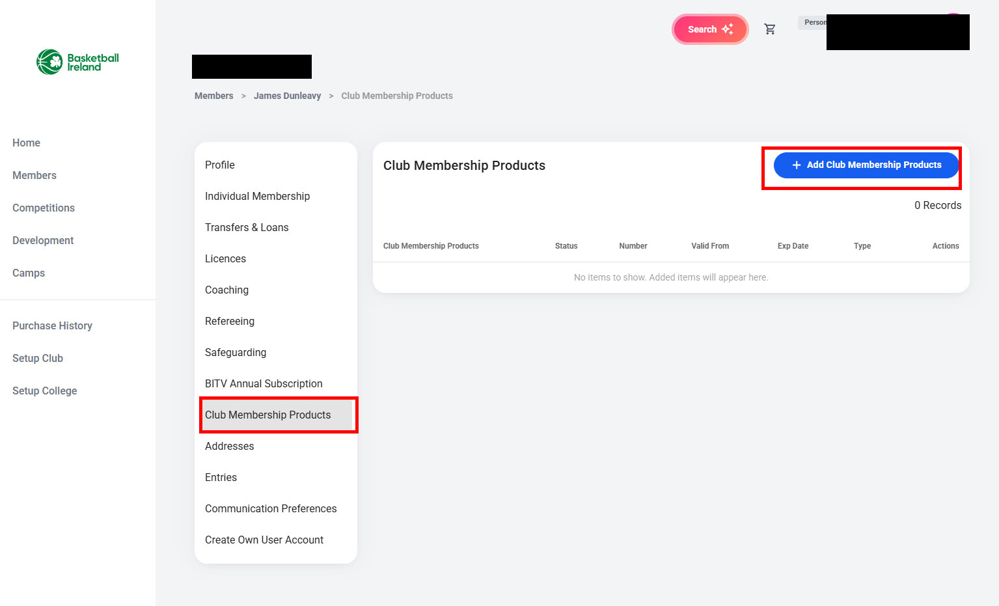 Basketball
Ireland
Search
Person
Members > James Dunleavy > Club Membership Products
Home
Members
Competitions
Development
Camps
Purchase History
Setup Club
Setup College
Profile
Individual Membership
Transfers & Loans
Licences
Coaching
Refereeing
Safeguarding
BITV Annual Subscription
Club Membership Products
Addresses
Entries
Communication Preferences
Create Own User Account
Club Membership Products
+ Add Club Membership Products
0 Records
Club Membership Products Status Number Valid From Exp Date Type Actions
No items to show. Added items will appear here.